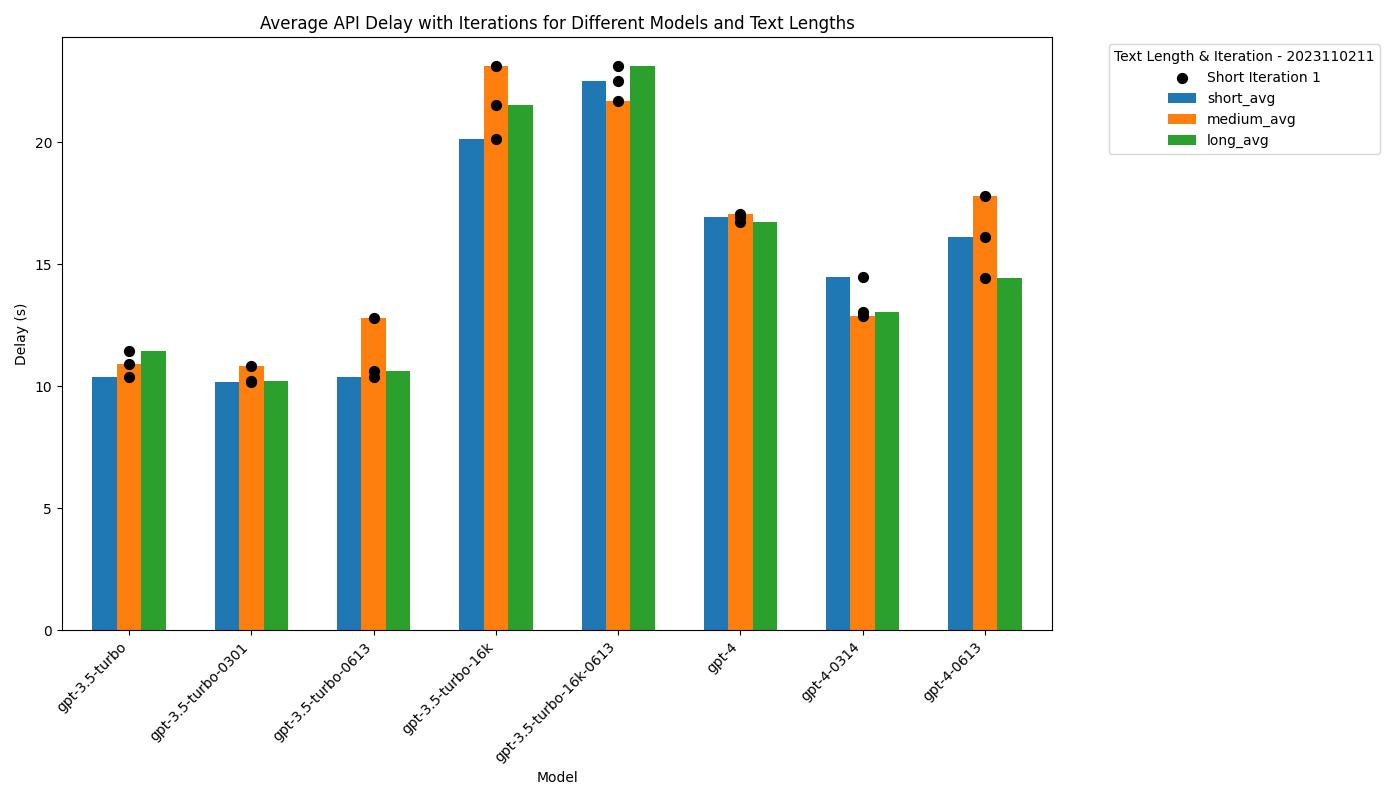 Average API Delay with Iterations for Different Models and Text Lengths
Text Length & Iteration - 2023110211
Short Iteration 1
short_avg
medium_avg
long_avg
Delay (s)
20
15
10
5
0
gpt-3.5-turbo
gpt-3.5-turbo-0301
gpt-3.5-turbo-0613
gpt-3.5-turbo-16k
gpt-3.5-turbo-16k-0613
gpt-4
gpt-4-0314
gpt-4-0613
Model